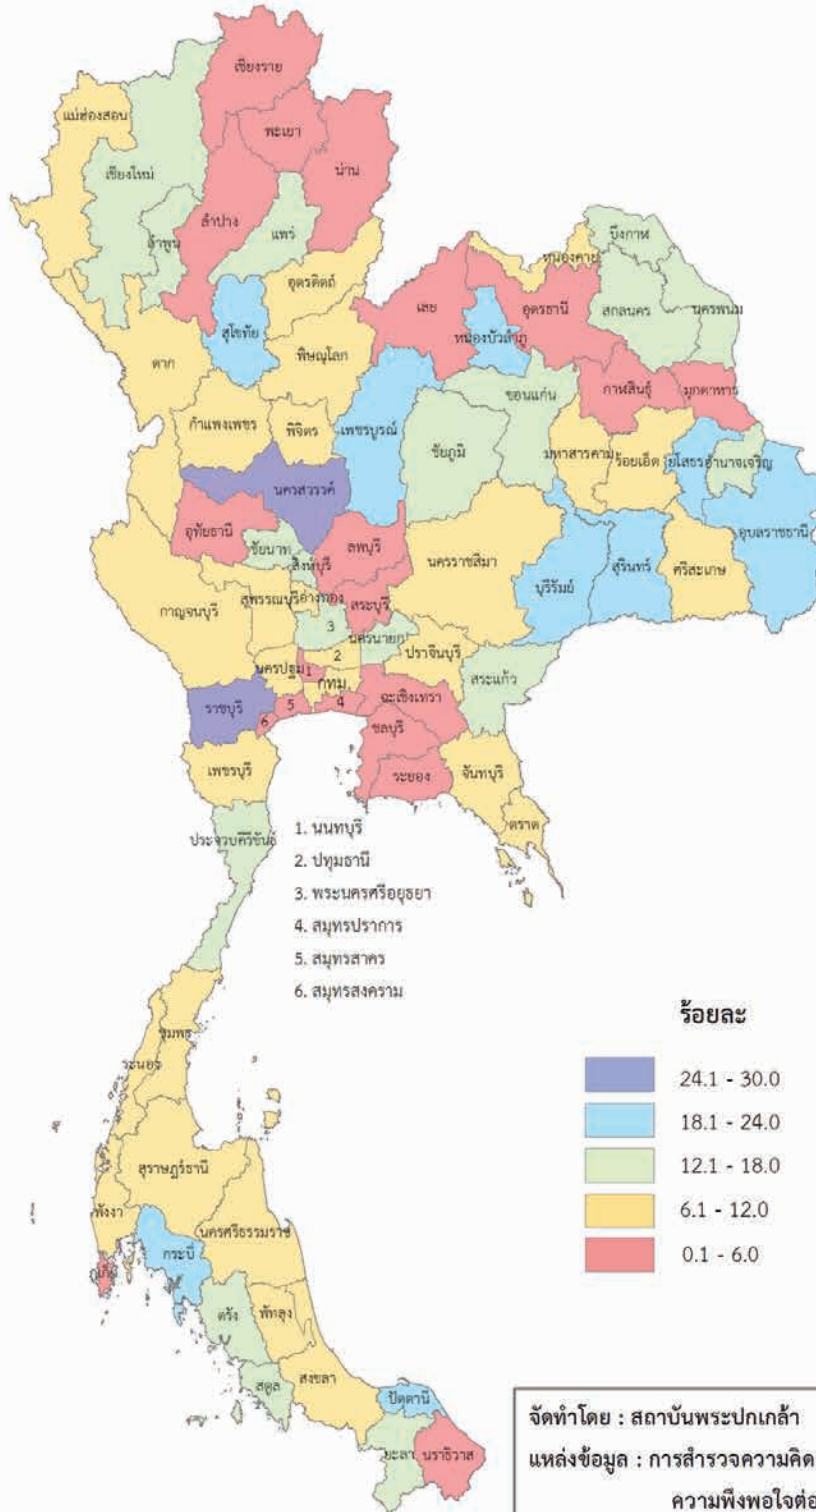 เชียงราย
แม่ฮ่องสอน
พะเยา
เชียงใหม่
น่าน
ลำปาง
ลำพูน
แพร่
บึงกาฬ
หนองคาย
อุตรดิตถ์
เลย
อุดรธานี
สกลนคร
นครพนม
สุโขทัย
หนองบัวลำภู
พิษณุโลก
ตาก
กาฬสินธุ์
มุกดาหาร
ขอนแก่น
กำแพงเพชร
พิจิตร
เพชรบูรณ์
ชัยภูมิ
มหาสารคาม
ร้อยเอ็ด
ยโสธร
อำนาจเจริญ
นครสวรรค์
อุบลราชธานี
อุทัยธานี
ลพบุรี
ชัยนาท
นครราชสีมา
สิงห์บุรี
สุรินทร์
ศรีสะเกษ
บุรีรัมย์
กาญจนบุรี
สุพรรณบุรี
อ่างทอง
สระบุรี
3
นครนายก
ปราจีนบุรี
2
นครปฐม
1
กทม.
สระแก้ว
ฉะเชิงเทรา
ราชบุรี
5
4
6
ชลบุรี
เพชรบุรี
ระยอง
จันทบุรี
ตราด
ประจวบคีรีขันธ์
1. นนทบุรี
2. ปทุมธานี
3. พระนครศรีอยุธยา
4. สมุทรปราการ
5. สมุทรสาคร
6. สมุทรสงคราม
ชุมพร
ระนอง
สุราษฎร์ธานี
พังงา
นครศรีธรรมราช
กระบี่
ภูเก็ต
ตรัง
พัทลุง
สตูล
สงขลา
ปัตตานี
ยะลา
นราธิวาส
ร้อยละ
24.1 - 30.0
18.1 - 24.0
12.1 - 18.0
6.1 - 12.0
0.1 - 6.0
จัดทำโดย : สถาบันพระปกเกล้า
แหล่งข้อมูล : การสำรวจความคิด
ความพึงพอใจต่อ